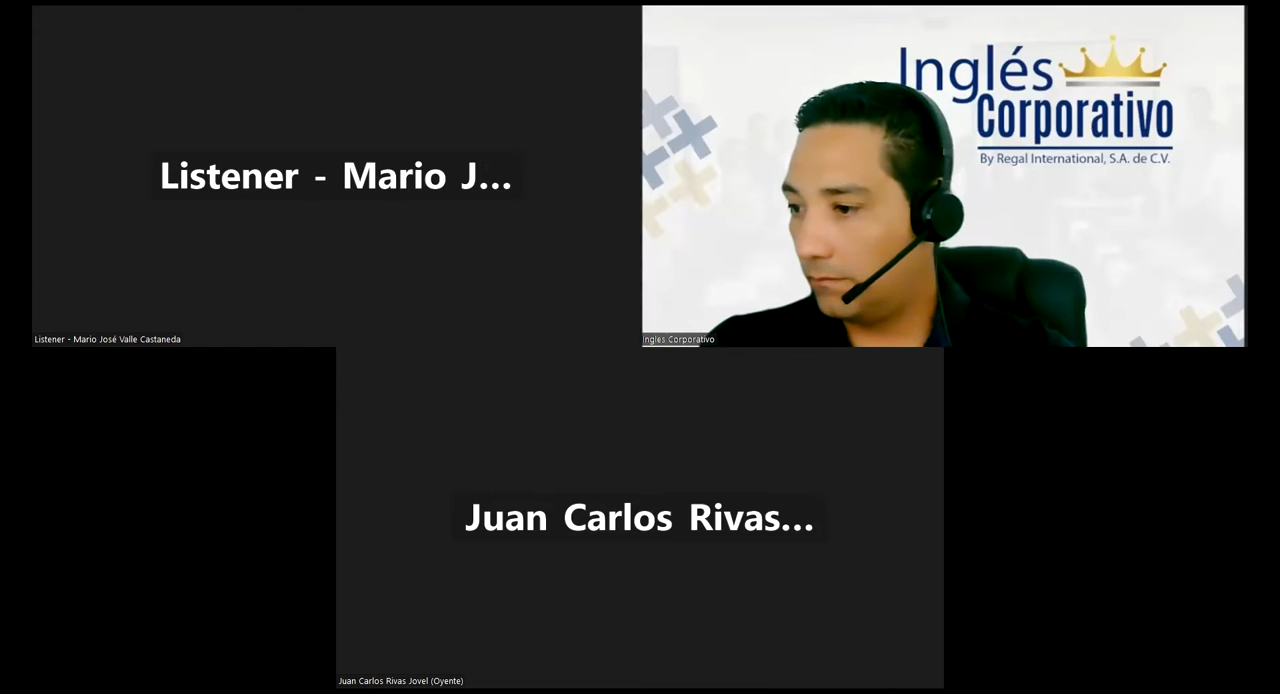 Listener - Mario J...
Listener - Mario José Valle Castaneda
Inglés
Corporativo
By Regal International, S.A. de C.V.
Ingles Corporativo
Juan Carlos Rivas...
Juan Carlos Rivas Jovel (Oyente)